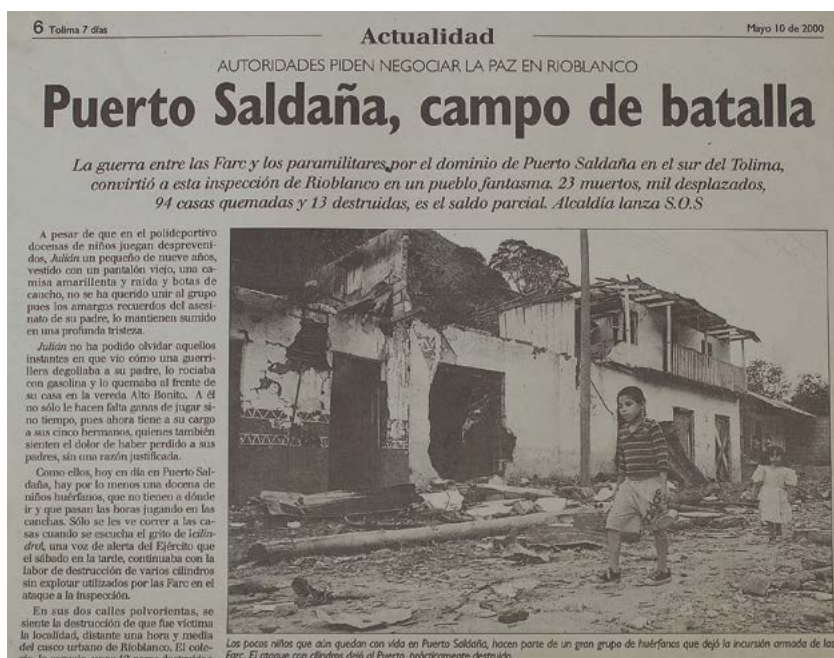 6 Tolima 7 días
Actualidad
Mayo 10 de 2000
AUTORIDADES PIDEN NEGOCIAR LA PAZ EN RIOBLANCO
Puerto Saldaña, campo de batalla
La guerra entre las Farc y los paramilitares por el dominio de Puerto Saldaña en el sur del Tolima,
convirtió a esta inspección de Rioblanco en un pueblo fantasma. 23 muertos, mil desplazados,
94 casas quemadas y 13 destruidas, es el saldo parcial. Alcaldía lanza S.O.S
A pesar de que en el polideportivo
docenas de niños juegan despreveni-
dos, Julián un pequeño de nueve años,
vestido con un pantalón viejo, una ca-
misa amarillenta y raída y botas de
caucho, no se ha querido unir al grupo
pues los amargos recuerdos del asesi-
nato de su padre, lo mantienen sumido
en una profunda tristeza.
Julián no ha podido olvidar aquellos
instantes en que vio cómo una guerri-
llera degollaba a su padre, lo rociaba
con gasolina y lo quemaba al frente de
su casa en la vereda Alto Bonito. A él
no sólo le hacen falta ganas de jugar si-
no tiempo, pues ahora tiene a su cargo
a sus cinco hermanos, quienes también
sienten el dolor de haber perdido a sus
padres, sin una razón justificada.
Como ellos, hoy en día en Puerto Sal-
daña, hay por lo menos una docena de
niños huérfanos, que no tienen a dónde
ir y que pasan las horas jugando en las
canchas. Sólo se les ve correr a las ca-
sas cuando se escucha el grito de ¡cilin-
dro!, una voz de alerta del Ejército que
el sábado en la tarde, continuaba con la
labor de destrucción de varios cilindros
sin explotar utilizados por las Farc en el
ataque a la inspección.
En sus dos calles polvorientas, se
siente la destrucción de que fue víctima
la localidad, distante una hora y media
del casco urbano de Rioblanco. El cole-
Los pocos niños que aún quedan con vida en Puerto Saldaña, hacen parte de un gran grupo de huérfanos que dejó la incursión armada de las
Farc. El ataque con cilindros dejó al Puerto, prácticamente destruido.